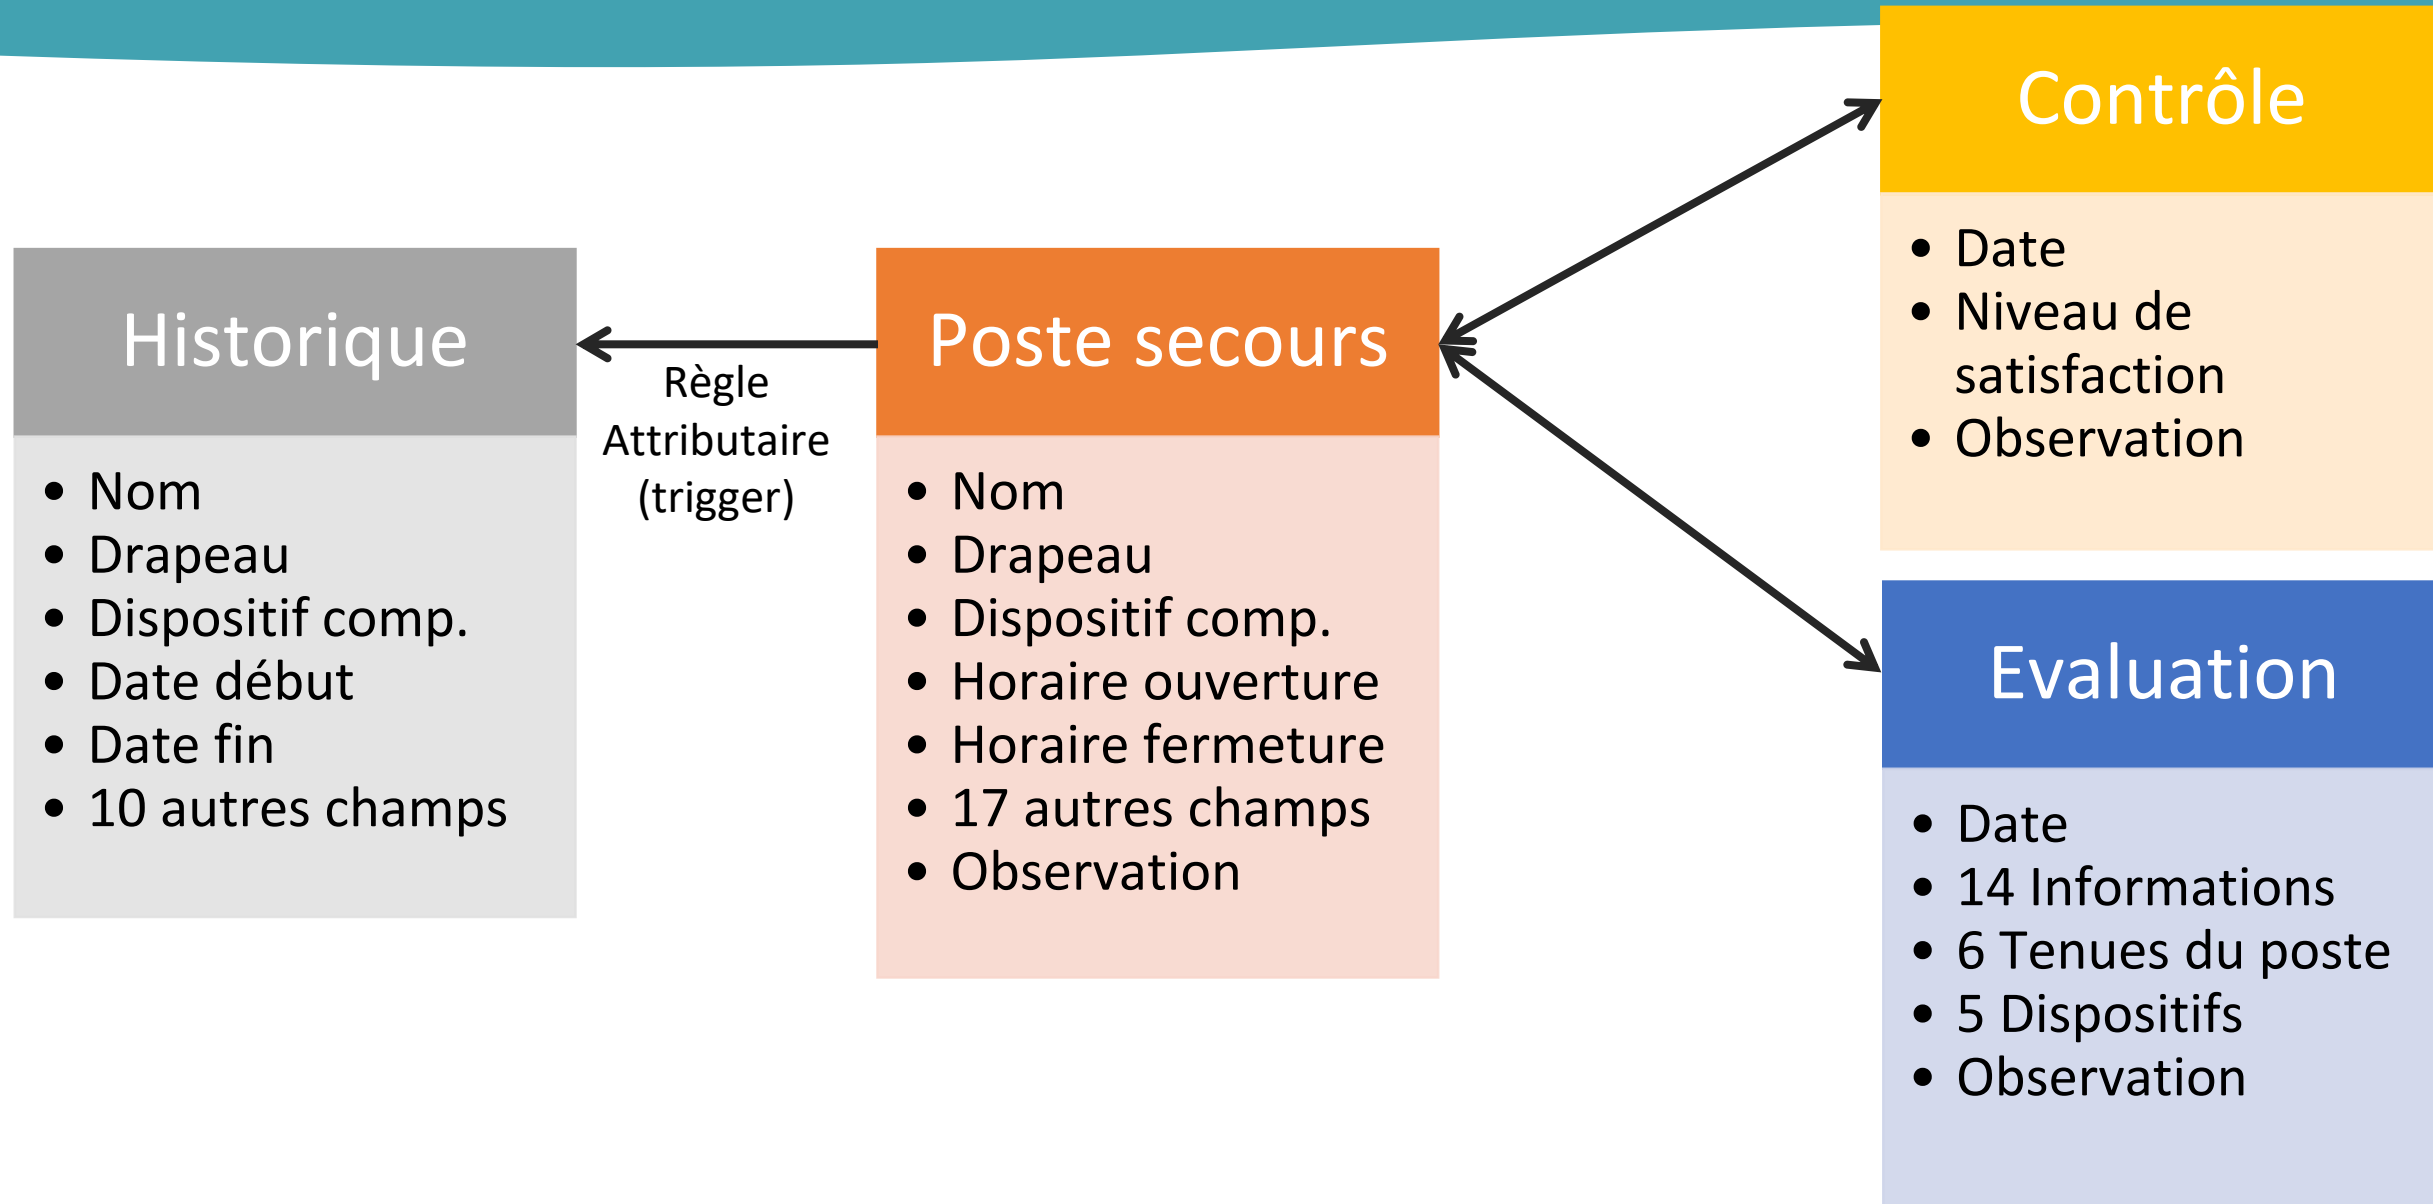 Historique
• Nom
• Drapeau
• Dispositif comp.
• Date début
• Date fin
• 10 autres champs
Règle
Attributaire
(trigger)
Poste secours
• Nom
• Drapeau
• Dispositif comp.
• Horaire ouverture
• Horaire fermeture
• 17 autres champs
• Observation
Contrôle
• Date
• Niveau de
satisfaction
• Observation
Evaluation
• Date
• 14 Informations
• 6 Tenues du poste
• 5 Dispositifs
• Observation